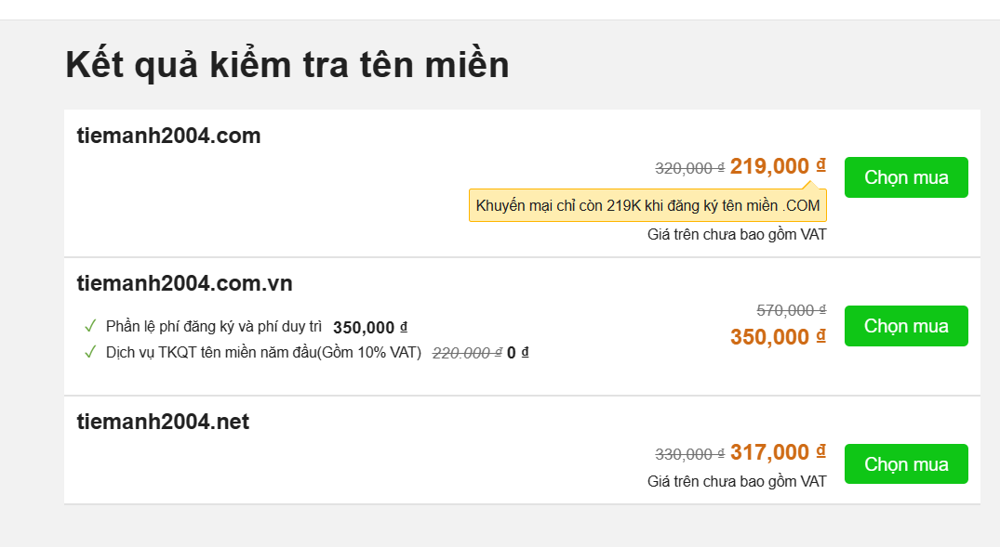 Kết quả kiểm tra tên miền
tiemanh2004.com
320,000 ₫ 219,000 ₫
Chọn mua
Khuyến mại chỉ còn 219K khi đăng ký tên miền .COM
Giá trên chưa bao gồm VAT
tiemanh2004.com.vn
570,000 ₫
Phần lệ phí đăng ký và phí duy trì 350,000 ₫
350,000 ₫
Chọn mua
Dịch vụ TKQT tên miền năm đầu(Gồm 10% VAT) 220.000 ₫ 0 ₫
tiemanh2004.net
330,000 ₫ 317,000 ₫
Chọn mua
Giá trên chưa bao gồm VAT